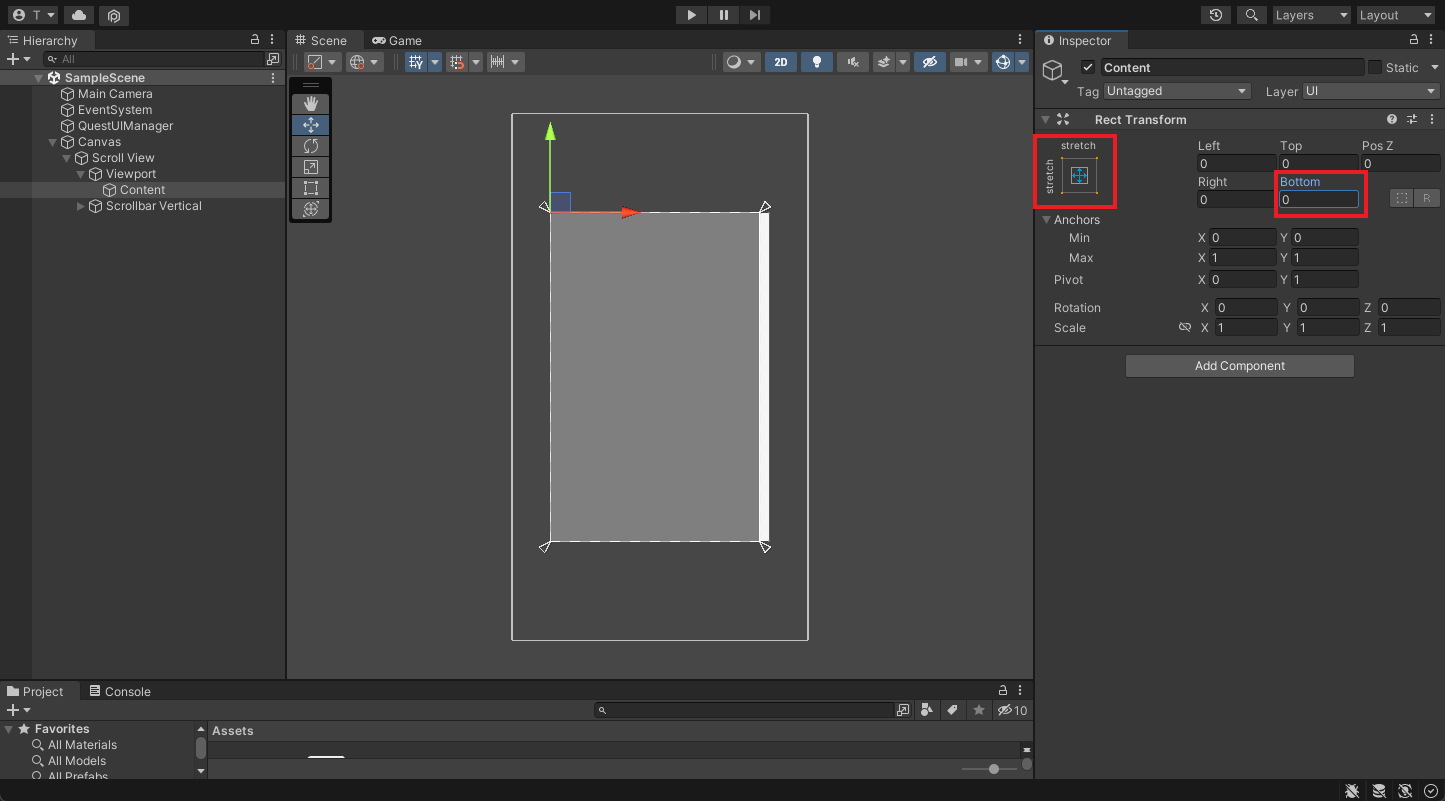 T
Layers
Layout
Hierarchy
All
SampleScene
Main Camera
EventSystem
QuestUIManager
Canvas
Scroll View
Viewport
Content
Scrollbar Vertical
Scene
Game
2D
Inspector
Content
Static
Tag Untagged
Layer UI
Rect Transform
stretch
stretch
Left Top Pos Z
0 0 0
Right Bottom
0 0
R
Anchors
Min X 0 Y 0
Max X 1 Y 1
Pivot X 0 Y 1
Rotation X 0 Y 0 Z 0
Scale X 1 Y 1 Z 1
Add Component
Project
Console
10
Favorites
All Materials
All Models
All Prefabs
Assets